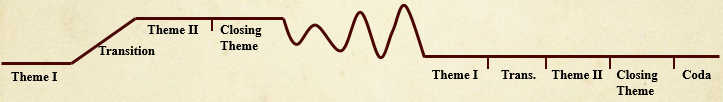 Theme I
Transition
Theme II
Closing
Theme
Theme I
Trans.
Theme II
Closing
Theme
Coda